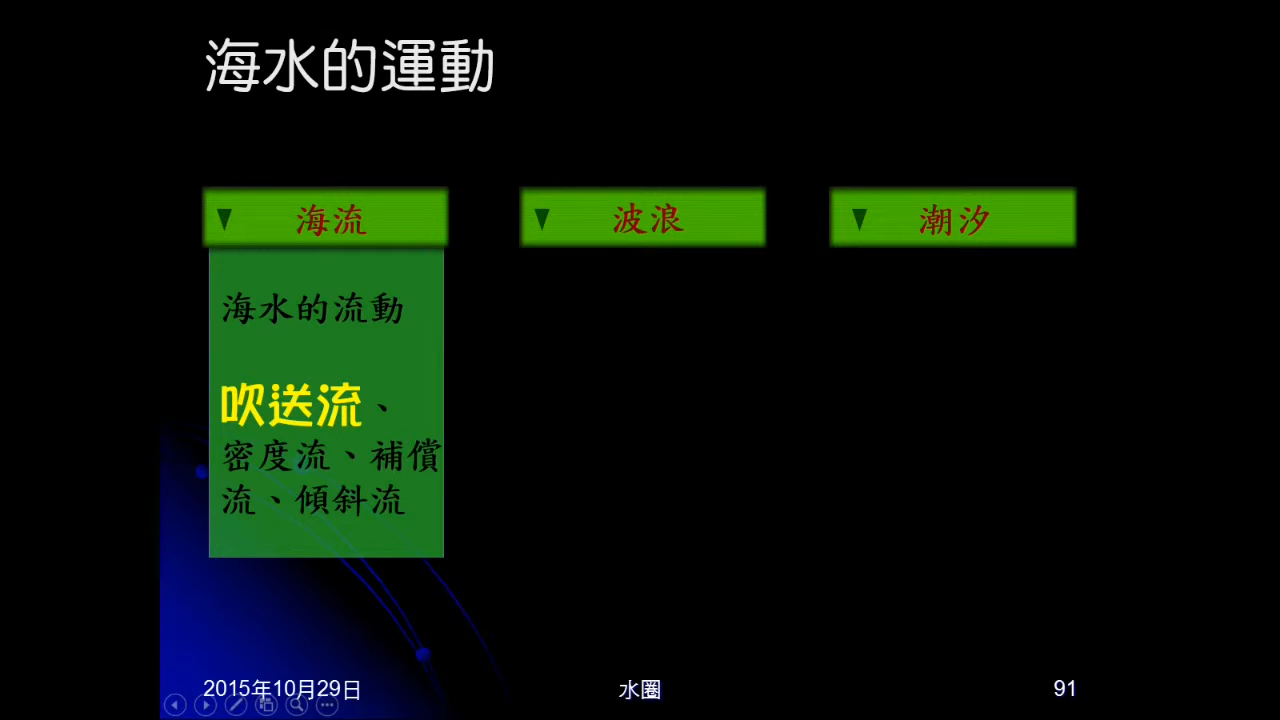 海水的運動
海流
波浪
潮汐
海水的流動
吹送流、
密度流、補償
流、傾斜流
2015年10月29日
水圈
91